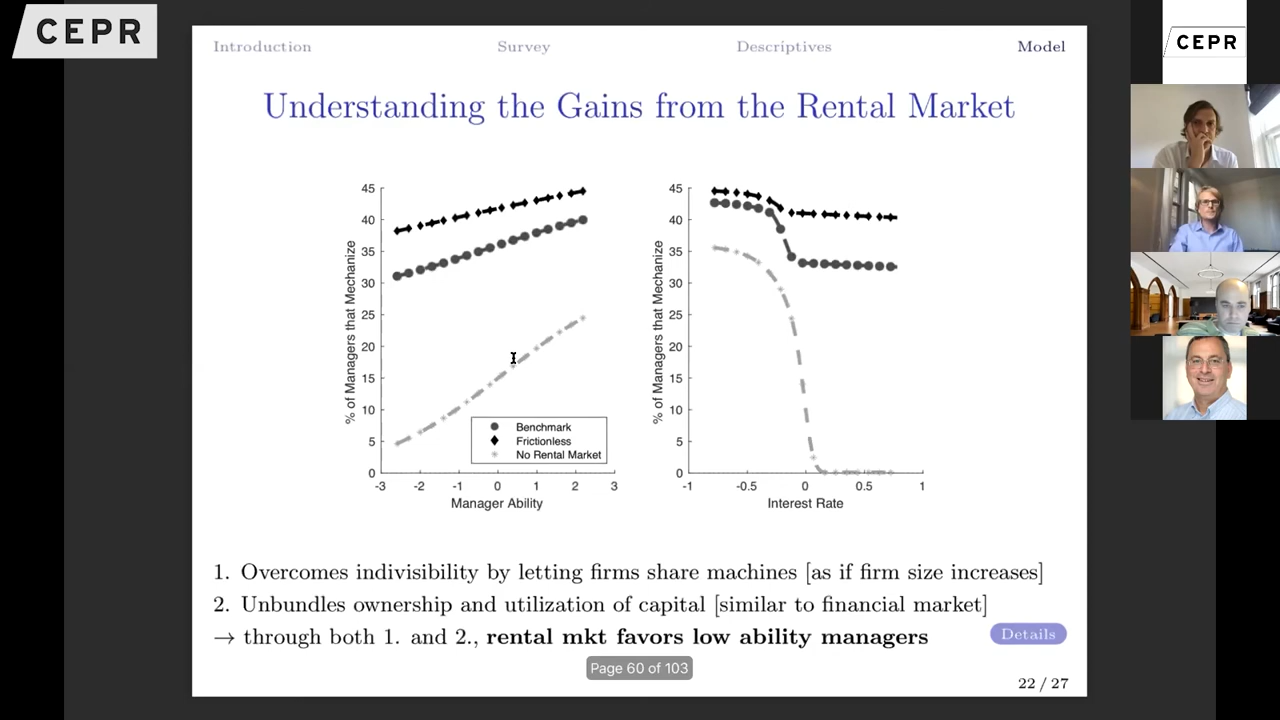 CEPR
CEPR
Introduction
Survey
Descriptives
Model
Understanding the Gains from the Rental Market
% of Managers that Mechanize
45
40
35
30
25
20
15
10
5
0
-3
-2
-1
0
1
2
3
Manager Ability
Benchmark
Frictionless
No Rental Market
% of Managers that Mechanize
45
40
35
30
25
20
15
10
5
0
-1
-0.5
0
0.5
1
Interest Rate
1. Overcomes indivisibility by letting firms share machines [as if firm size increases]
2. Unbundles ownership and utilization of capital [similar to financial market]
→ through both 1. and 2., rental mkt favors low ability managers
Details
Page 60 of 103
22 / 27